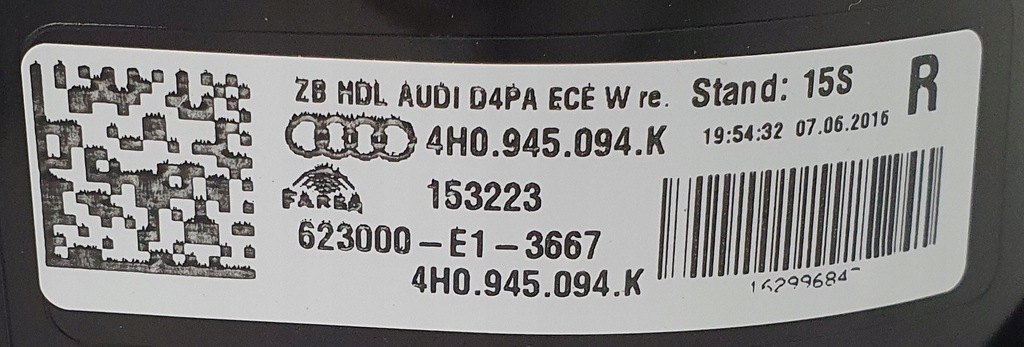 ZB HDL AUDI D4PA ECE W re. Stand: 15S R
4H0.945.094.K 19:54:32 07.06.2016
FARBA 153223
623000-E1-3667
4H0.945.094.K